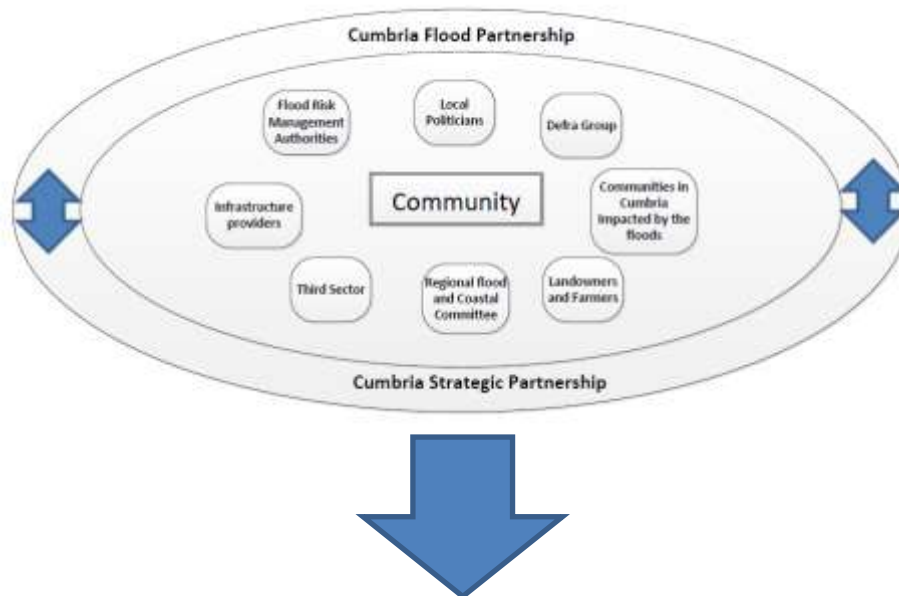 Cumbria Flood Partnership
Flood Risk
Management
Authorities
Local
Politicians
Defra Group
Infrastructure
providers
Community
Communities in
Cumbria
Impacted by the
floods
Third Sector
Regional flood
and Coastal
Committee
Landowners
and Farmers
Cumbria Strategic Partnership